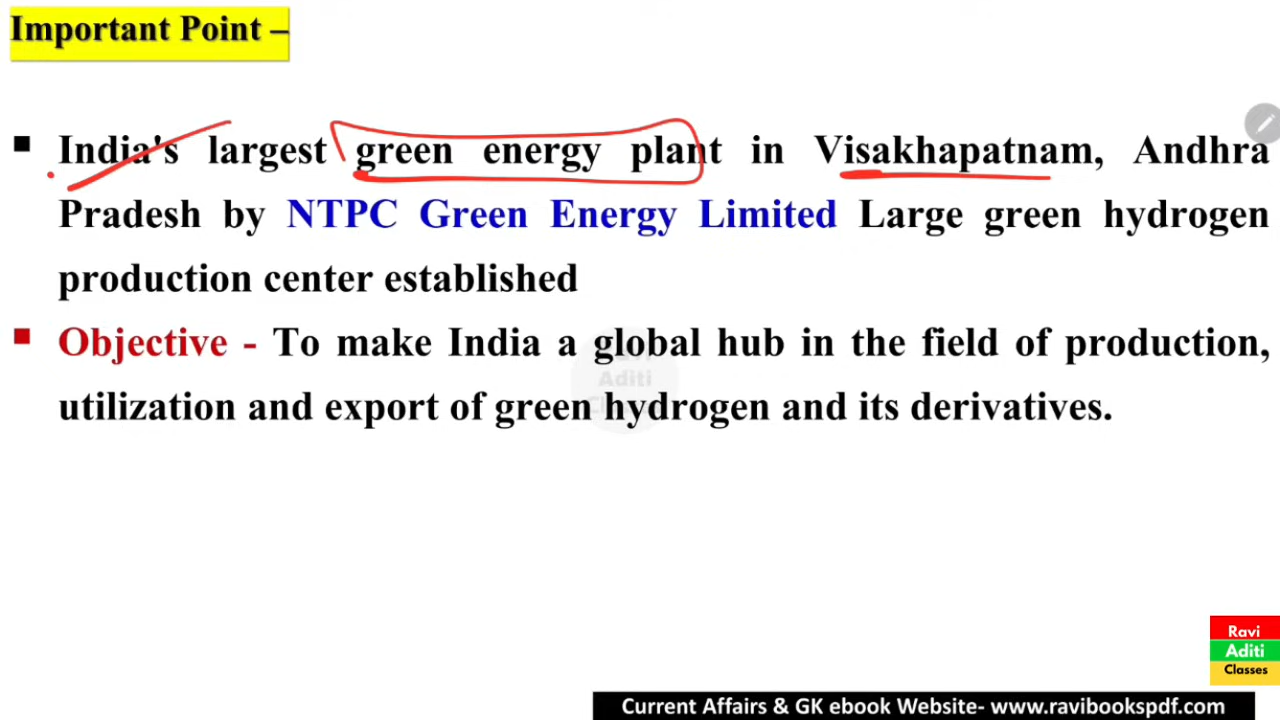 Important Point –
▪ India's largest green energy plant in Visakhapatnam, Andhra
Pradesh by NTPC Green Energy Limited Large green hydrogen
production center established
▪ Objective - To make India a global hub in the field of production,
utilization and export of green hydrogen and its derivatives.
Aditi
Ravi
Aditi
Classes
Current Affairs & GK ebook Website- www.ravibookspdf.com